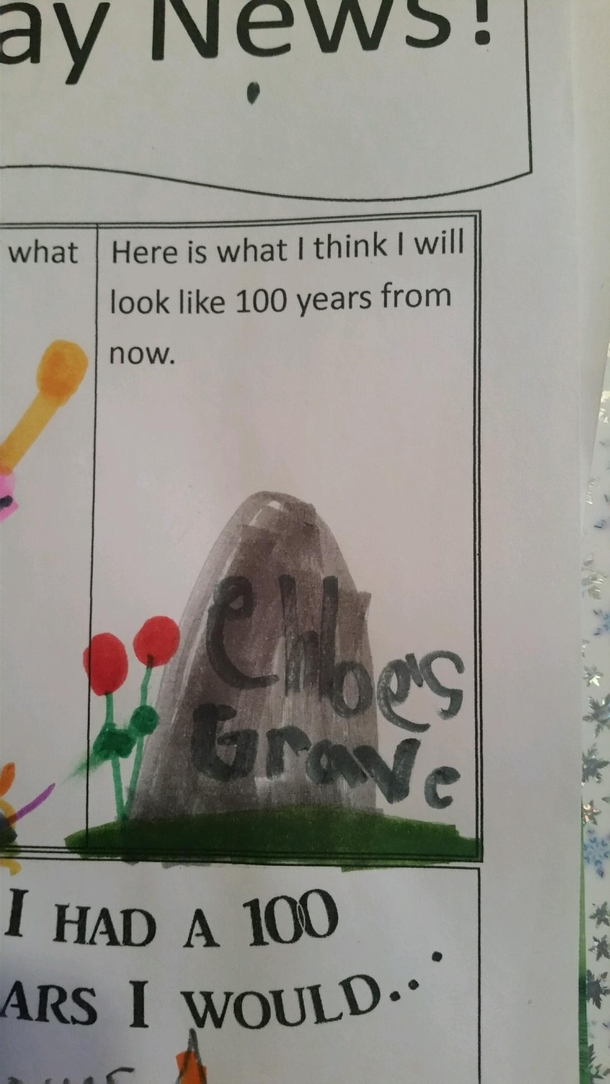 ay News!
what
Here is what I think I will
look like 100 years from
now.
Chloe's
Grave
I HAD A 100
ARS I WOULD...